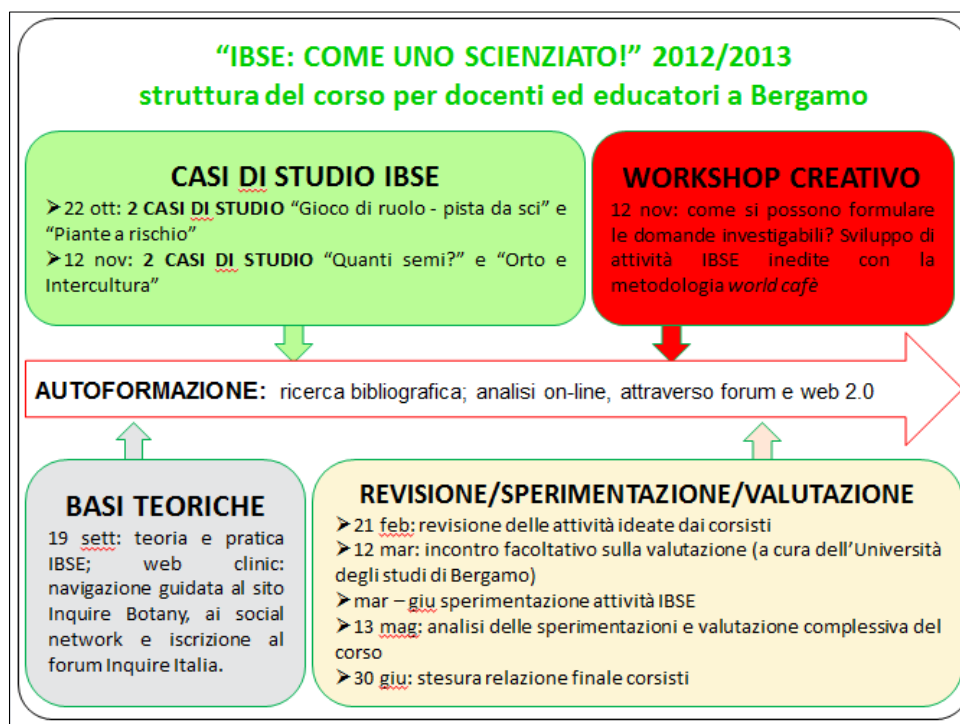 “IBSE: COME UNO SCIENZIATO!” 2012/2013
struttura del corso per docenti ed educatori a Bergamo
CASI DI STUDIO IBSE
➤22 ott: 2 CASI DI STUDIO “Gioco di ruolo - pista da sci” e
“Piante a rischio”
➤12 nov: 2 CASI DI STUDIO “Quanti semi?” e “Orto e
Intercultura”
WORKSHOP CREATIVO
12 nov: come si possono formulare
le domande investigabili? Sviluppo di
attività IBSE inedite con la
metodologia world cafè
AUTOFORMAZIONE: ricerca bibliografica; analisi on-line, attraverso forum e web 2.0
BASI TEORICHE
19 sett: teoria e pratica
IBSE; web clinic:
navigazione guidata al sito
Inquire Botany, ai social
network e iscrizione al
forum Inquire Italia.
REVISIONE/SPERIMENTAZIONE/VALUTAZIONE
➤21 feb: revisione delle attività ideate dai corsisti
➤12 mar: incontro facoltativo sulla valutazione (a cura dell’Università
degli studi di Bergamo)
➤mar – giu sperimentazione attività IBSE
➤13 mag: analisi delle sperimentazioni e valutazione complessiva del
corso
➤30 giu: stesura relazione finale corsisti